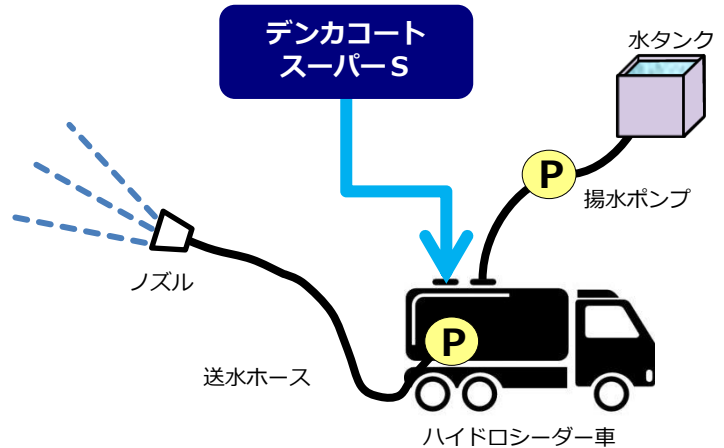 デンカコート
スーパーS
水タンク
P
揚水ポンプ
ノズル
P
送水ホース
ハイドロシーダー車